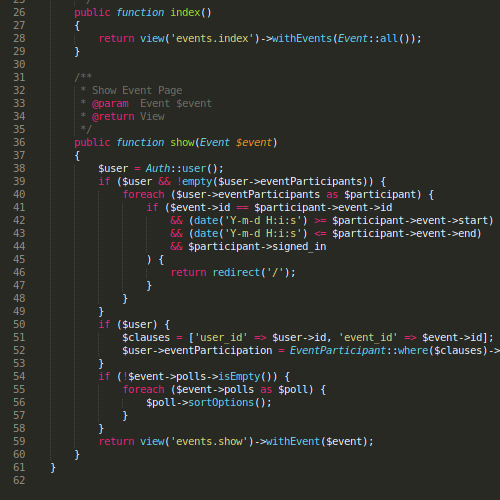 25 */
26 public function index()
27 {
28 return view('events.index')->withEvents(Event::all());
29 }
30
31 /**
32 * Show Event Page
33 * @param  Event $event
34 * @return View
35 */
36 public function show(Event $event)
37 {
38 $user = Auth::user();
39 if ($user && !empty($user->eventParticipants)) {
40 foreach ($user->eventParticipants as $participant) {
41 if ($event->id == $participant->event->id
42 && (date('Y-m-d H:i:s') >= $participant->event->start)
43 && (date('Y-m-d H:i:s') <= $participant->event->end)
44 && $participant->signed_in
45 ) {
46 return redirect('/');
47 }
48 }
49 }
50 if ($user) {
51 $clauses = ['user_id' => $user->id, 'event_id' => $event->id];
52 $user->eventParticipation = EventParticipant::where($clauses)->
53 }
54 if (!$event->polls->isEmpty()) {
55 foreach ($event->polls as $poll) {
56 $poll->sortOptions();
57 }
58 }
59 return view('events.show')->withEvent($event);
60 }
61 }
62